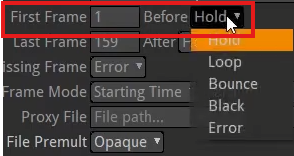 First Frame 1 Before Hold
Last Frame 159 After Hold
issing Frame Error Loop
Frame Mode Starting Time Bounce
Proxy File File path... Black
File Premult Opaque Error